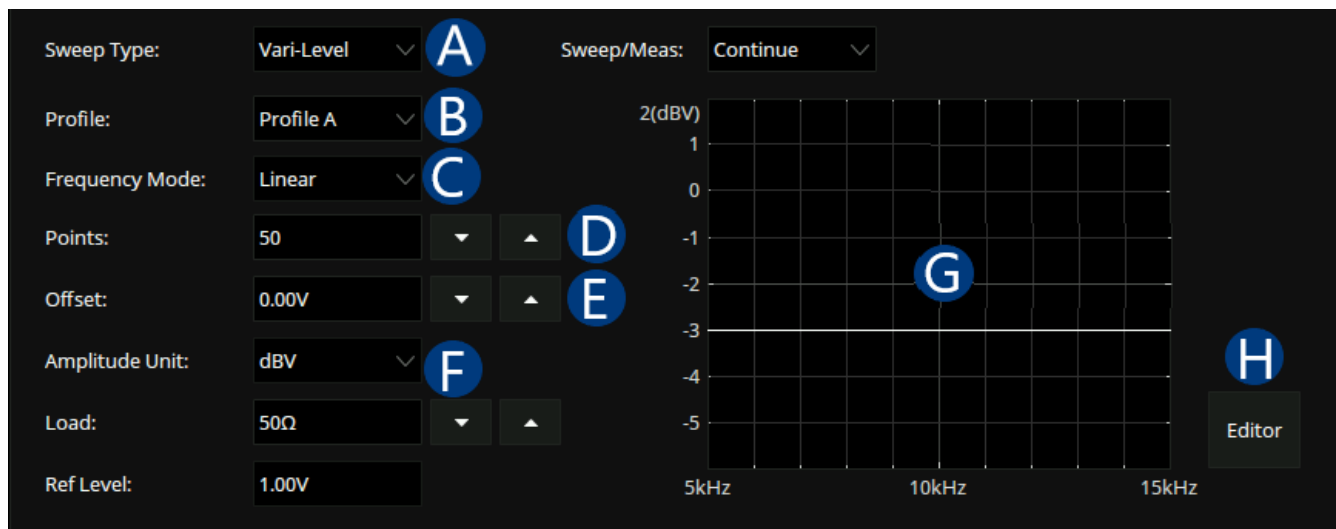 Sweep Type: Vari-Level A Sweep/Meas: Continue
Profile: Profile A B
Frequency Mode: Linear C
Points: 50 D
Offset: 0.00V E
Amplitude Unit: dBV F
Load: 50Ω
Ref Level: 1.00V
2(dBV)
1
0
-1
-2
-3
-4
-5
G
5kHz 10kHz 15kHz
H
Editor